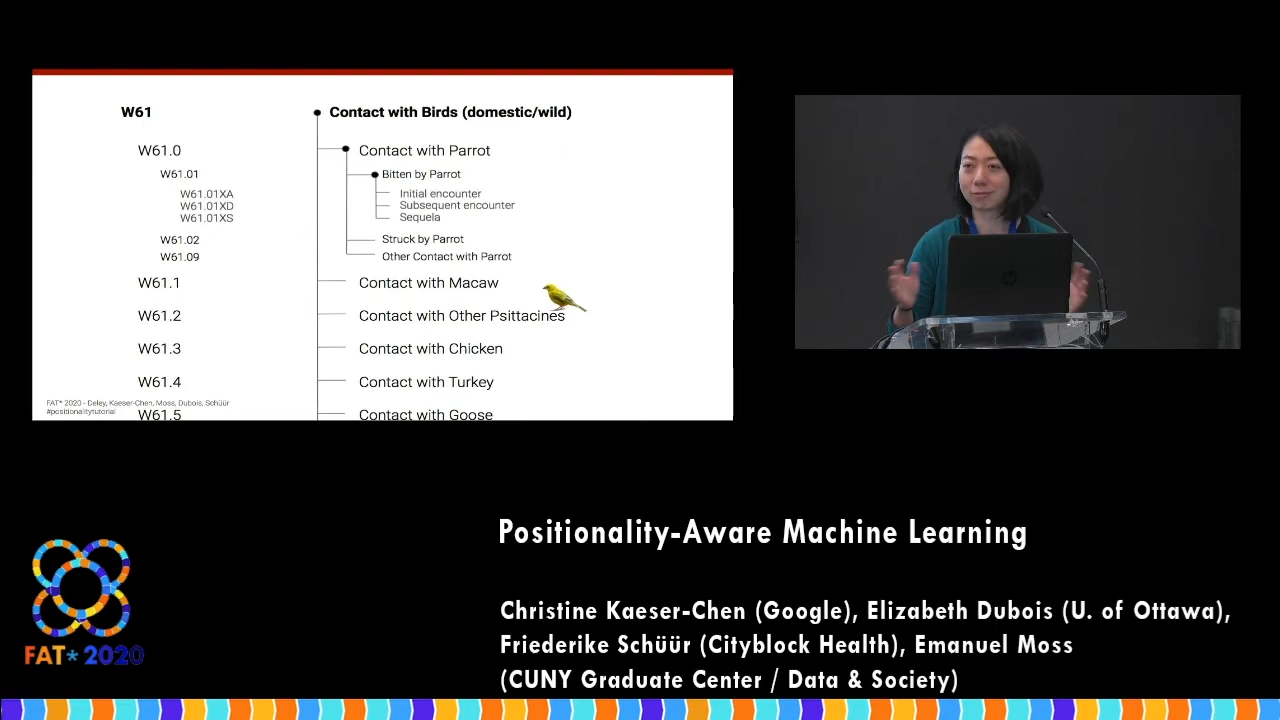 W61 Contact with Birds (domestic/wild)
W61.0 Contact with Parrot
W61.01 Bitten by Parrot
W61.01XA Initial encounter
W61.01XD Subsequent encounter
W61.01XS Sequela
W61.02 Struck by Parrot
W61.09 Other Contact with Parrot
W61.1 Contact with Macaw
W61.2 Contact with Other Psittacines
W61.3 Contact with Chicken
W61.4 Contact with Turkey
FAT* 2020 - Deley, Kaeser-Chen, Moss, Dubois, Schüür
#positionalitytutorial
W61.5 Contact with Goose
Positionality-Aware Machine Learning
Christine Kaeser-Chen (Google), Elizabeth Dubois (U. of Ottawa),
Friederike Schüür (Cityblock Health), Emanuel Moss
(CUNY Graduate Center / Data & Society)
FAT* 2020